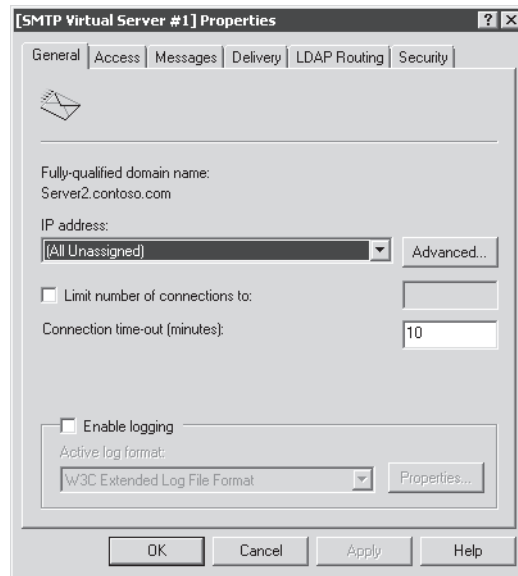 [SMTP Virtual Server #1] Properties
General Access Messages Delivery LDAP Routing Security
Fully-qualified domain name:
Server2.contoso.com
IP address:
(All Unassigned) Advanced...
Limit number of connections to:
Connection time-out (minutes): 10
Enable logging
Active log format:
W3C Extended Log File Format Properties...
OK Cancel Apply Help